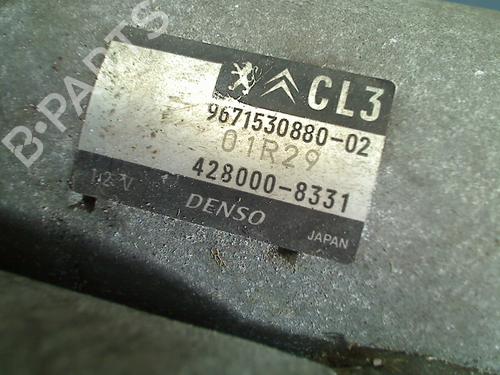 CL3
9671530880-02
01R29
428000-8331
12V DENSO JAPAN
B-PARTS